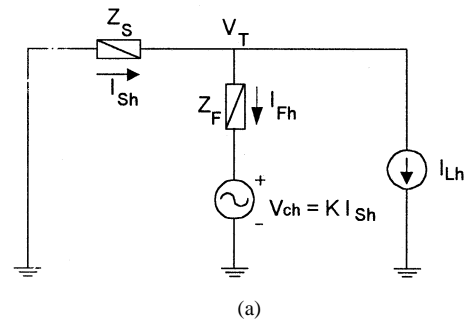 Z_S
V_T
I_Sh
Z_F
I_Fh
+
V_ch = K I_Sh
−
I_Lh
(a)